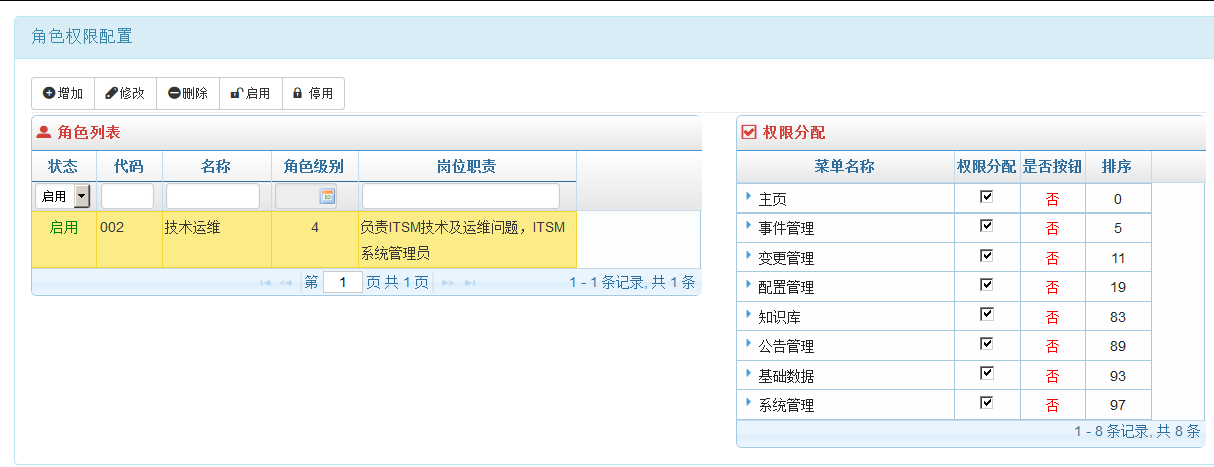 角色权限配置
增加 修改 删除 启用 停用
角色列表
状态 代码 名称 角色级别 岗位职责
启用
启用 002 技术运维 4 负责ITSM技术及运维问题，ITSM
系统管理员
第 1 页 共 1 页 1 - 1 条记录, 共 1 条
权限分配
菜单名称 权限分配 是否按钮 排序
主页 否 0
事件管理 否 5
变更管理 否 11
配置管理 否 19
知识库 否 83
公告管理 否 89
基础数据 否 93
系统管理 否 97
1 - 8 条记录, 共 8 条